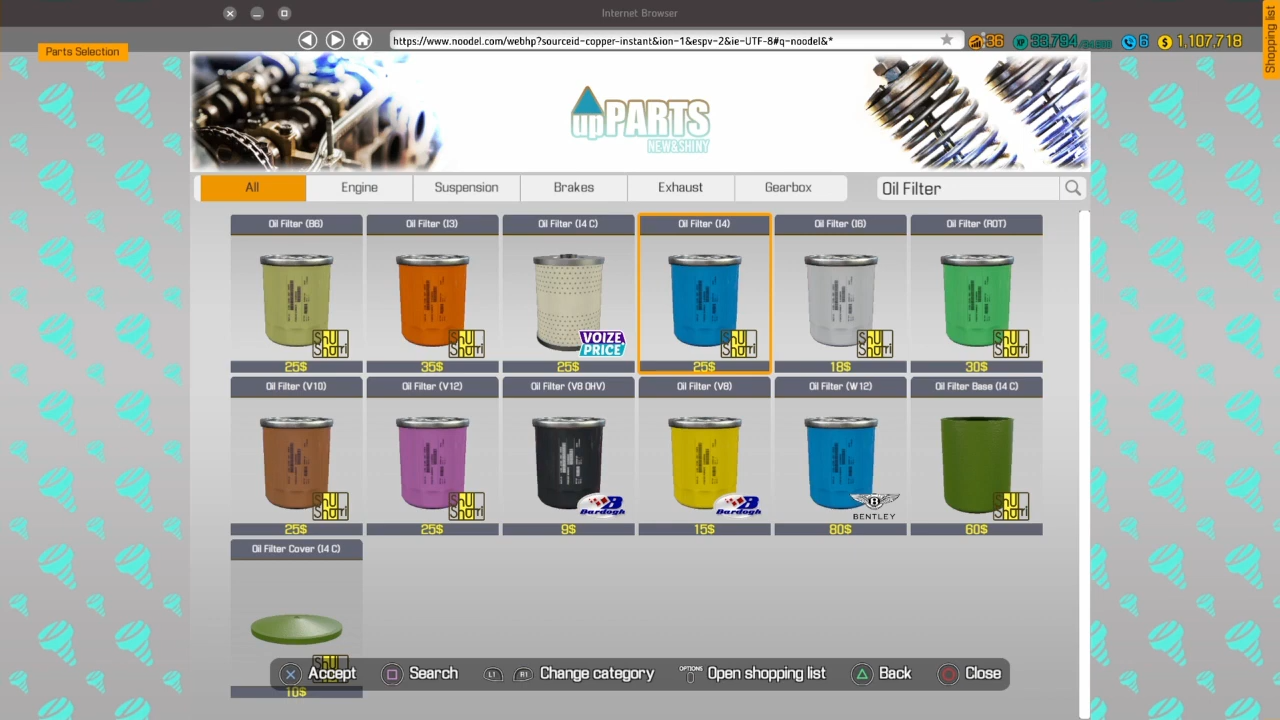 Internet Browser
Parts Selection
https://www.noodel.com/webhp?sourceid-copper-instant&ion-1&espv-2&ie-UTF-8#q-noodel&*
36
6
$ 1,107,718
Shopping list
upPARTS
NEW&SHINY
All
Engine
Suspension
Brakes
Exhaust
Gearbox
Oil Filter
Oil Filter (B6)
Oil Filter (I3)
Oil Filter (I4 C)
Oil Filter (I4)
Oil Filter (I6)
Oil Filter (ROT)
VOIZE
PRICE
25$
35$
25$
25$
18$
30$
Oil Filter (V10)
Oil Filter (V12)
Oil Filter (V8 OHV)
Oil Filter (V8)
Oil Filter (W12)
Oil Filter Base (I4 C)
Bardogh
Bardogh
BENTLEY
25$
25$
9$
15$
80$
60$
Oil Filter Cover (I4 C)
10$
Accept
Search
L1
R1
Change category
OPTIONS
Open shopping list
Back
Close